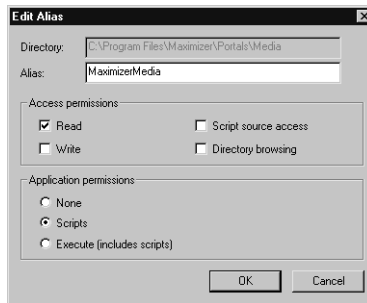 Edit Alias
Directory: C:\Program Files\Maximizer\Portals\Media
Alias: MaximizerMedia
Access permissions
Read Script source access
Write Directory browsing
Application permissions
None
Scripts
Execute (includes scripts)
OK Cancel